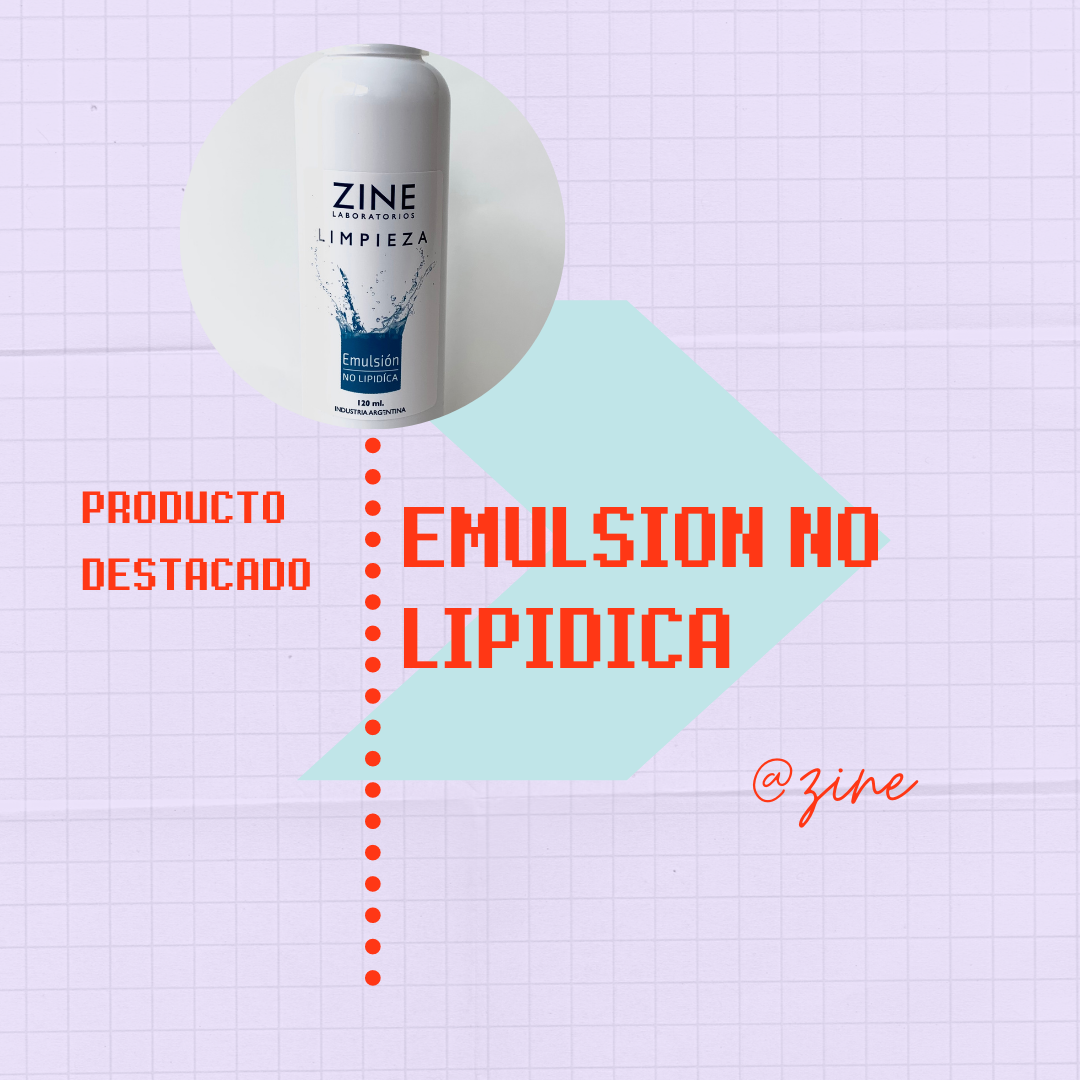 ZINE
LABORATORIOS
LIMPIEZA
Emulsión
NO LIPIDÍCA
120 ml.
INDUSTRIA ARGENTINA
PRODUCTO
DESTACADO
EMULSION NO
LIPIDICA
@zine